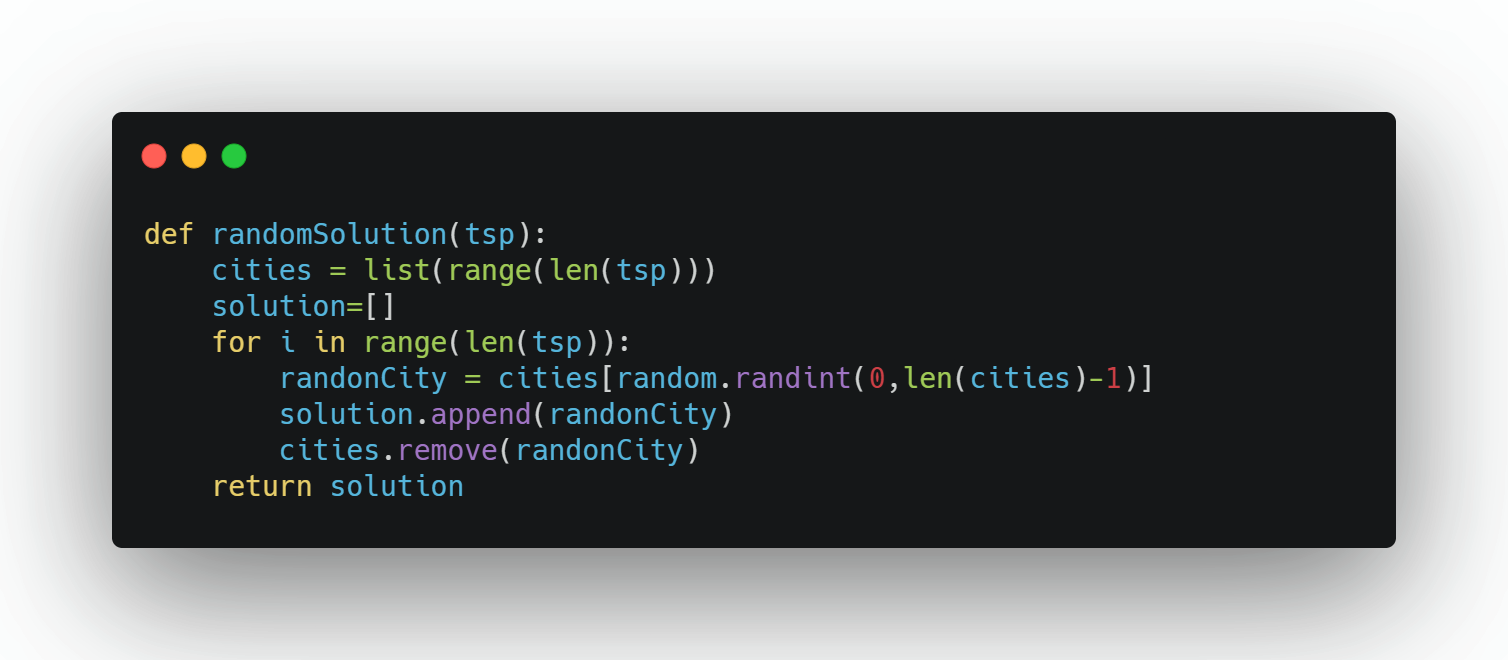 def randomSolution(tsp):
    cities = list(range(len(tsp)))
    solution=[]
    for i in range(len(tsp)):
        randonCity = cities[random.randint(0,len(cities)-1)]
        solution.append(randonCity)
        cities.remove(randonCity)
    return solution